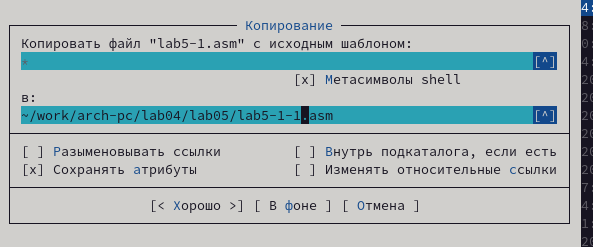 Копирование
Копировать файл "lab5-1.asm" с исходным шаблоном:
* [^]
[x] Метасимволы shell
в:
~/work/arch-pc/lab04/lab05/lab5-1-1.asm [^]
[ ] Разыменовывать ссылки [ ] Внутрь подкаталога, если есть
[x] Сохранять атрибуты [ ] Изменять относительные ссылки
[< Хорошо >] [ В фоне ] [ Отмена ]